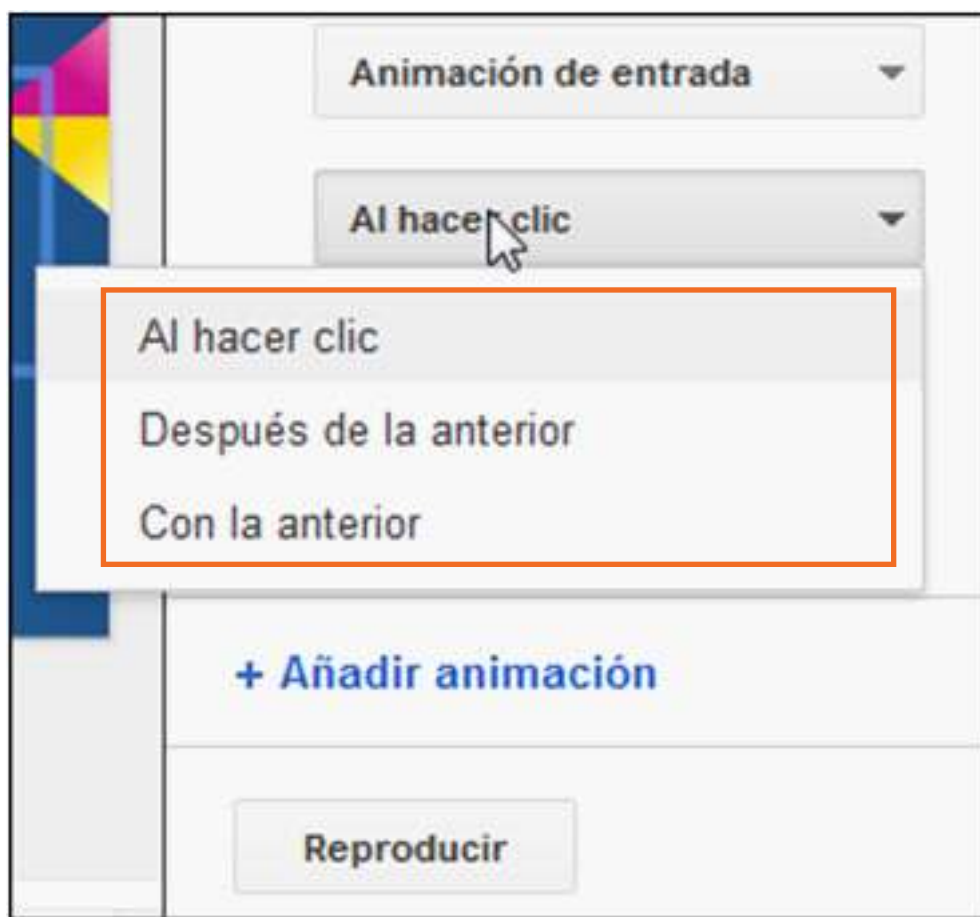 Animación de entrada
Al hacer clic
Al hacer clic
Después de la anterior
Con la anterior
+ Añadir animación
Reproducir